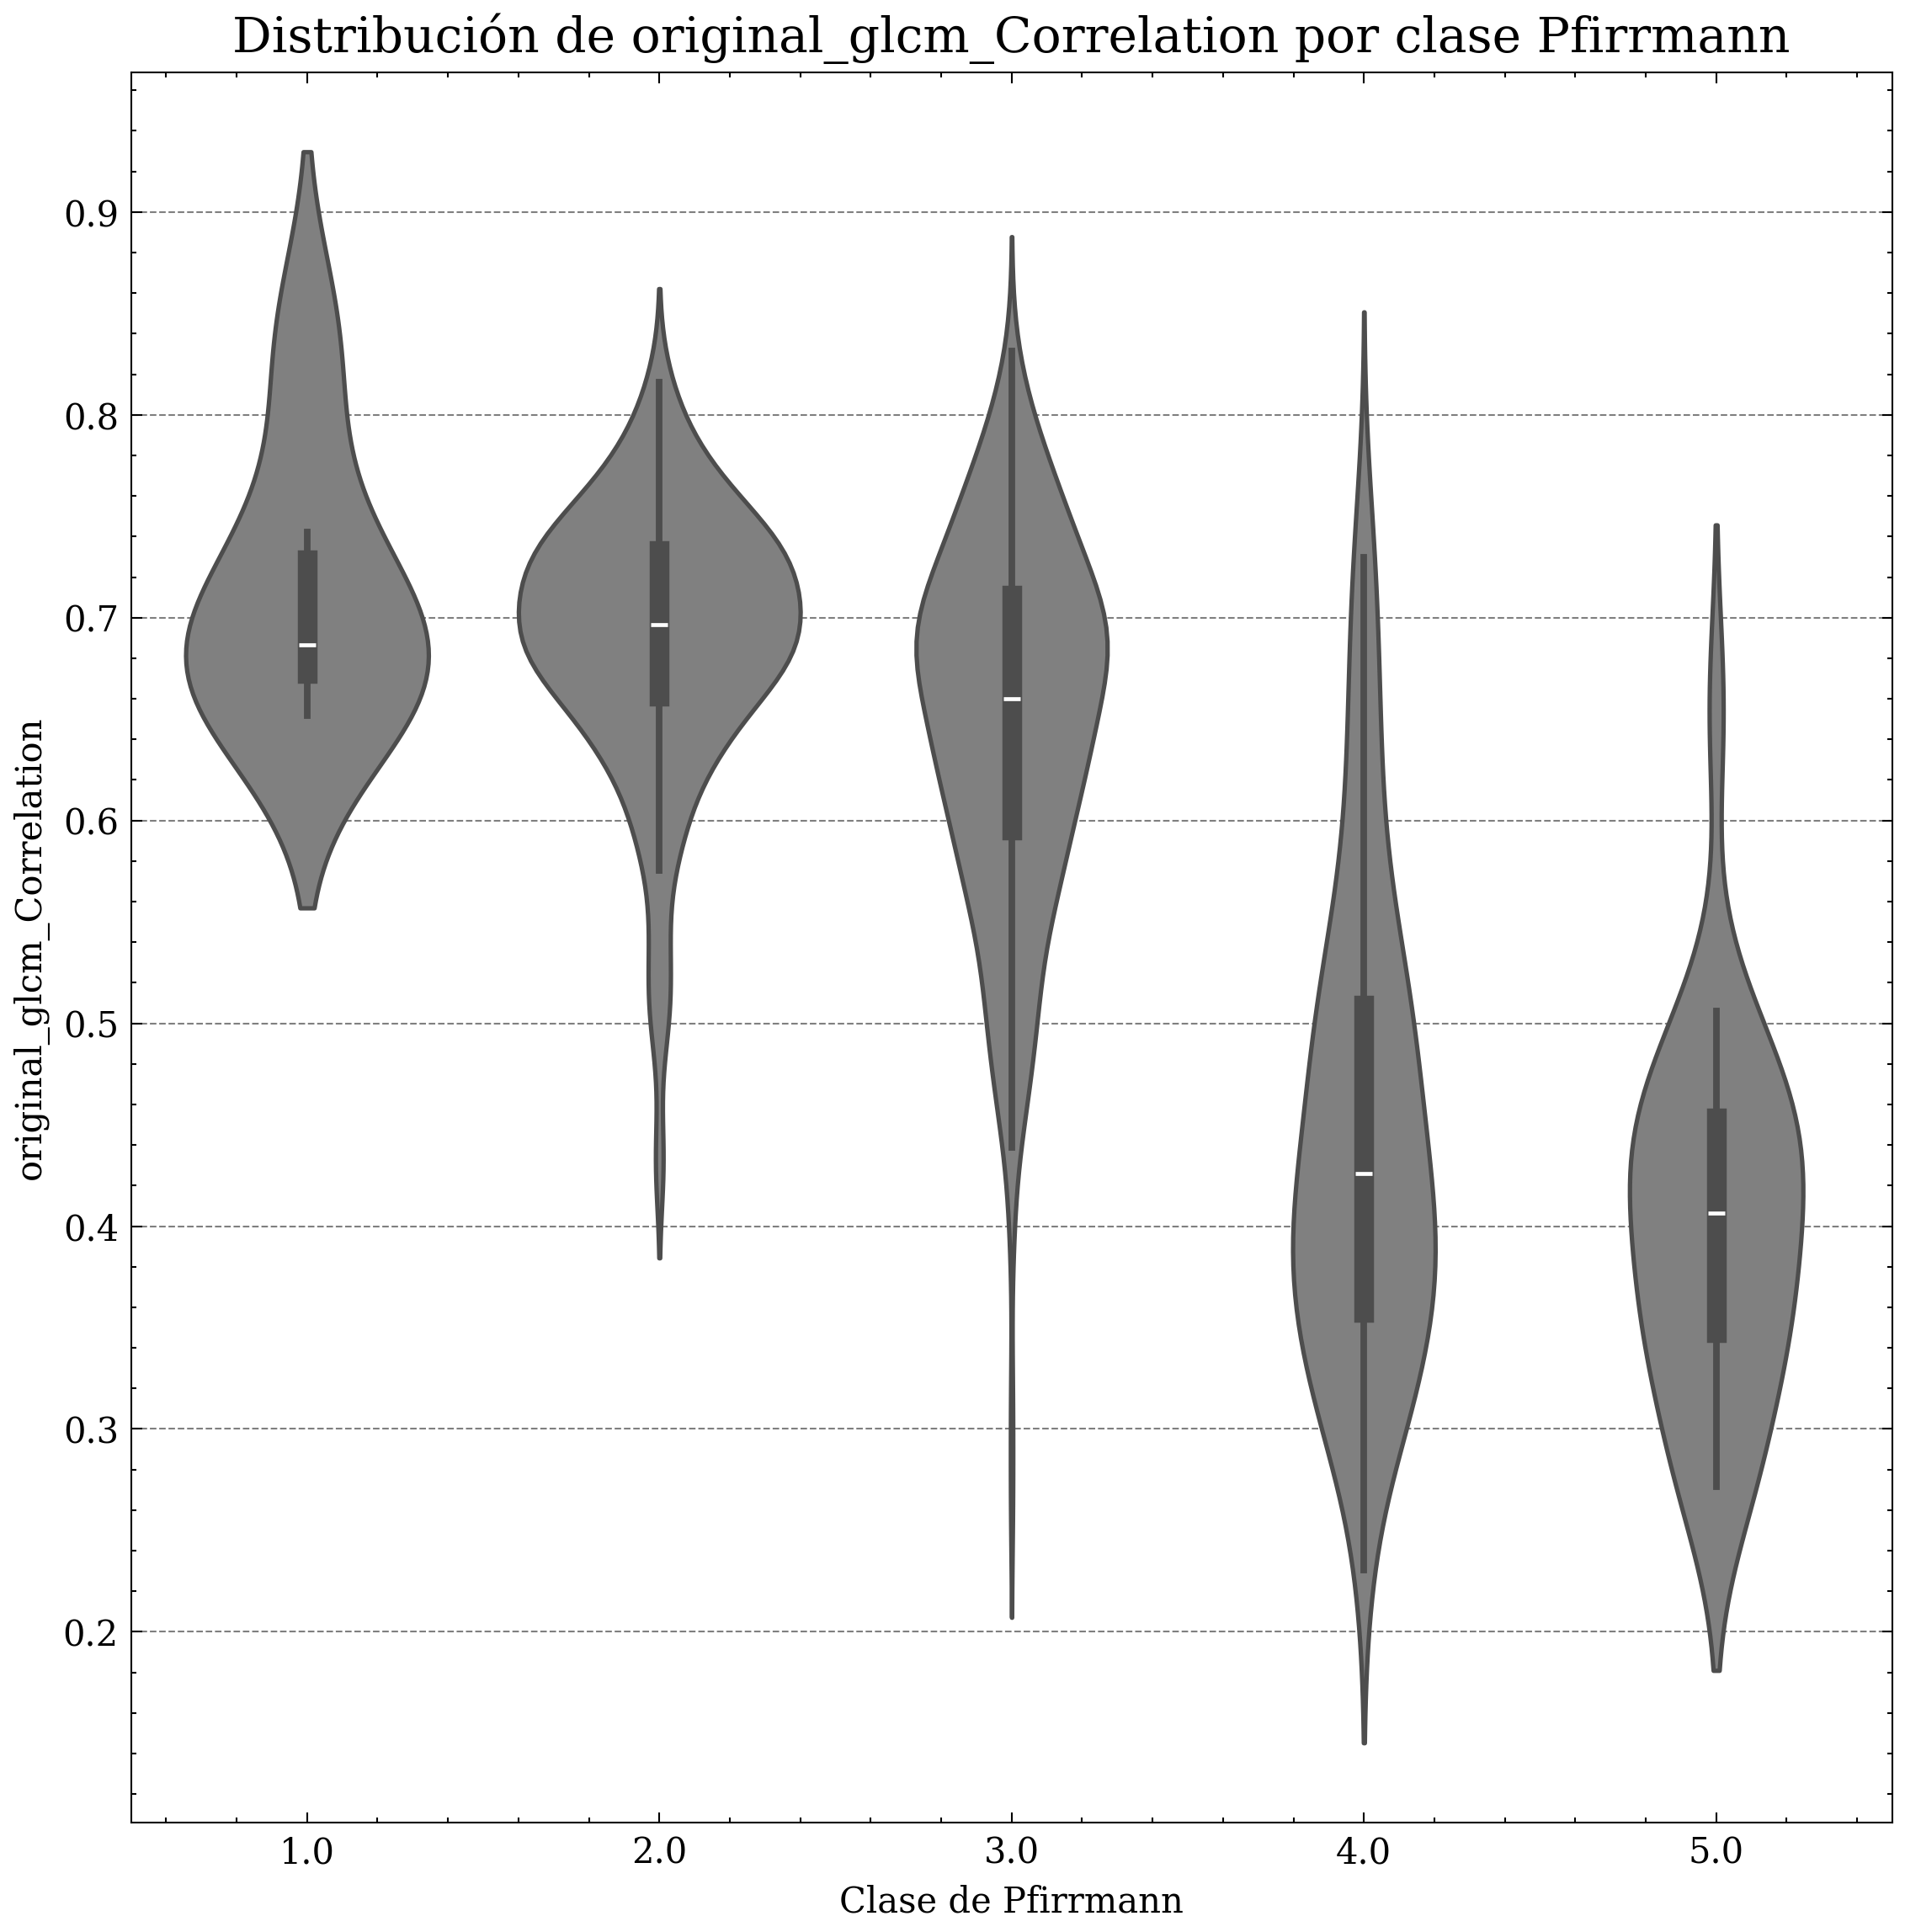 Distribución de original_glcm_Correlation por clase Pfirrmann
original_glcm_Correlation
0.9
0.8
0.7
0.6
0.5
0.4
0.3
0.2
1.0 2.0 3.0 4.0 5.0
Clase de Pfirrmann